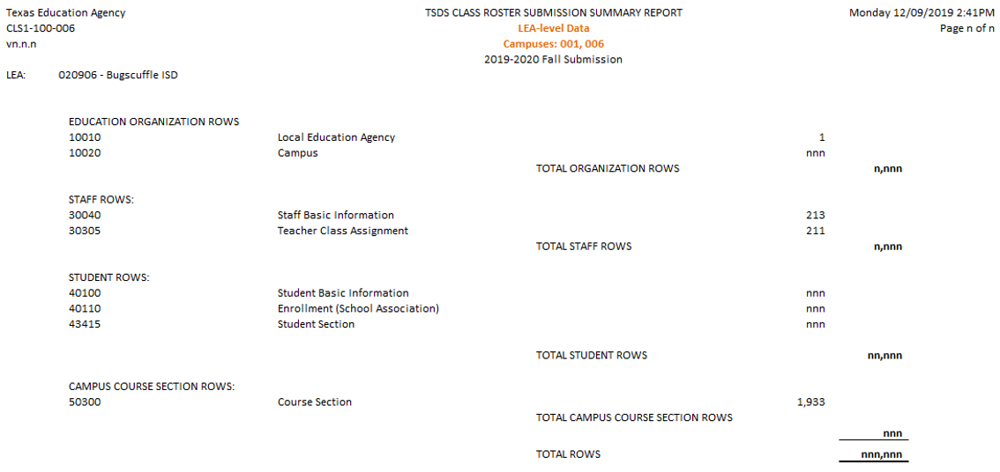 Texas Education Agency TSDS CLASS ROSTER SUBMISSION SUMMARY REPORT Monday 12/09/2019 2:41PM
CLS1-100-006 LEA-level Data Page n of n
vn.n.n Campuses: 001, 006
2019-2020 Fall Submission
LEA: 020906 - Bugscuffle ISD
EDUCATION ORGANIZATION ROWS
10010 Local Education Agency 1
10020 Campus nnn
TOTAL ORGANIZATION ROWS n,nnn
STAFF ROWS:
30040 Staff Basic Information 213
30305 Teacher Class Assignment 211
TOTAL STAFF ROWS n,nnn
STUDENT ROWS:
40100 Student Basic Information nnn
40110 Enrollment (School Association) nnn
43415 Student Section nnn
TOTAL STUDENT ROWS nn,nnn
CAMPUS COURSE SECTION ROWS:
50300 Course Section 1,933
TOTAL CAMPUS COURSE SECTION ROWS
nnn
TOTAL ROWS nnn,nnn